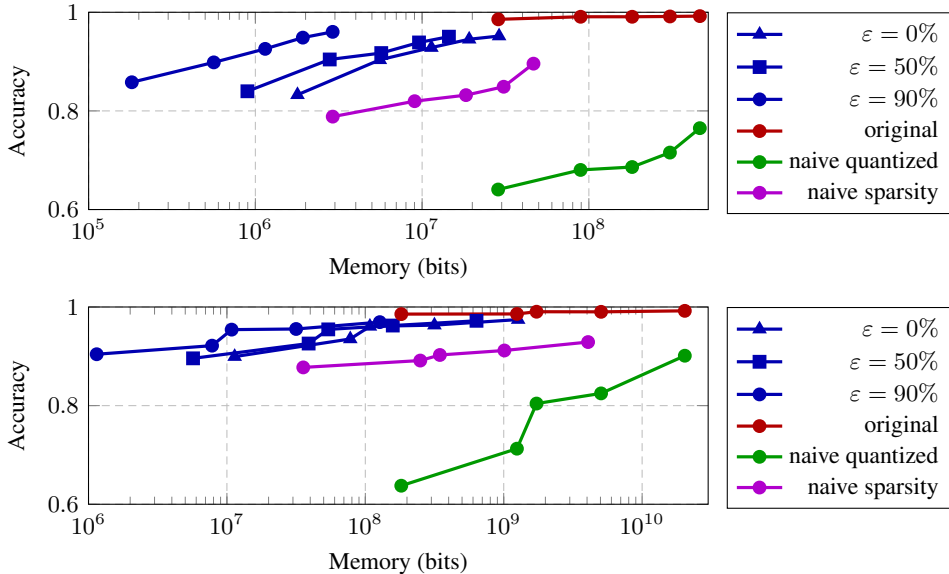 1
0.8
0.6
Accuracy
10^5
10^6
10^7
10^8
Memory (bits)
ε = 0%
ε = 50%
ε = 90%
original
naive quantized
naive sparsity
1
0.8
0.6
Accuracy
10^6
10^7
10^8
10^9
10^10
Memory (bits)
ε = 0%
ε = 50%
ε = 90%
original
naive quantized
naive sparsity